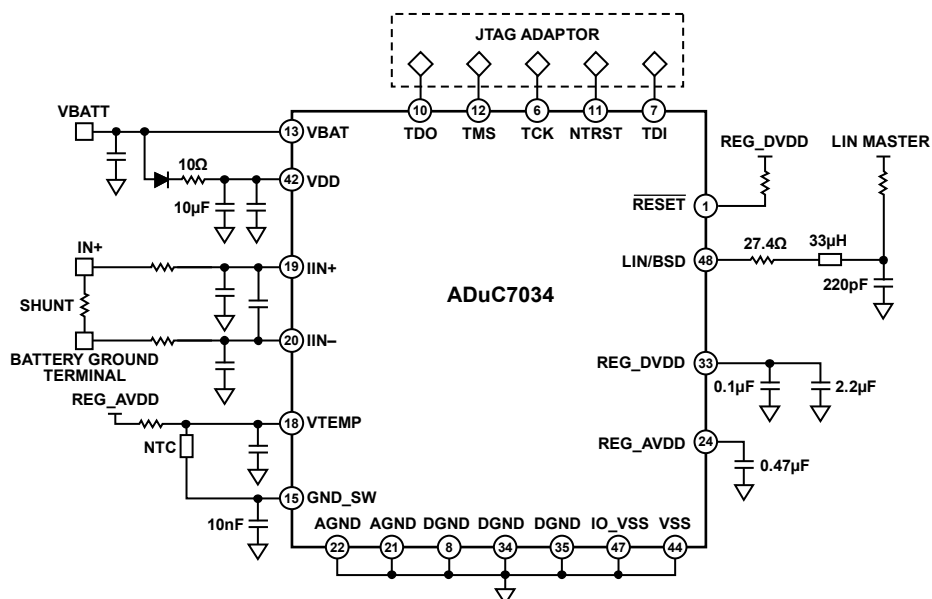 JTAG ADAPTOR
10 12 6 11 7
TDO TMS TCK NTRST TDI
VBATT
13 VBAT
10Ω
42 VDD
10µF
REG_DVDD
LIN MASTER
RESET 1
LIN/BSD 48
27.4Ω
33µH
220pF
IN+
19 IIN+
SHUNT
20 IIN–
BATTERY GROUND
TERMINAL
ADuC7034
REG_DVDD 33
0.1µF
2.2µF
REG_AVDD
18 VTEMP
NTC
REG_AVDD 24
0.47µF
15 GND_SW
10nF
AGND AGND DGND DGND DGND IO_VSS VSS
22 21 8 34 35 47 44